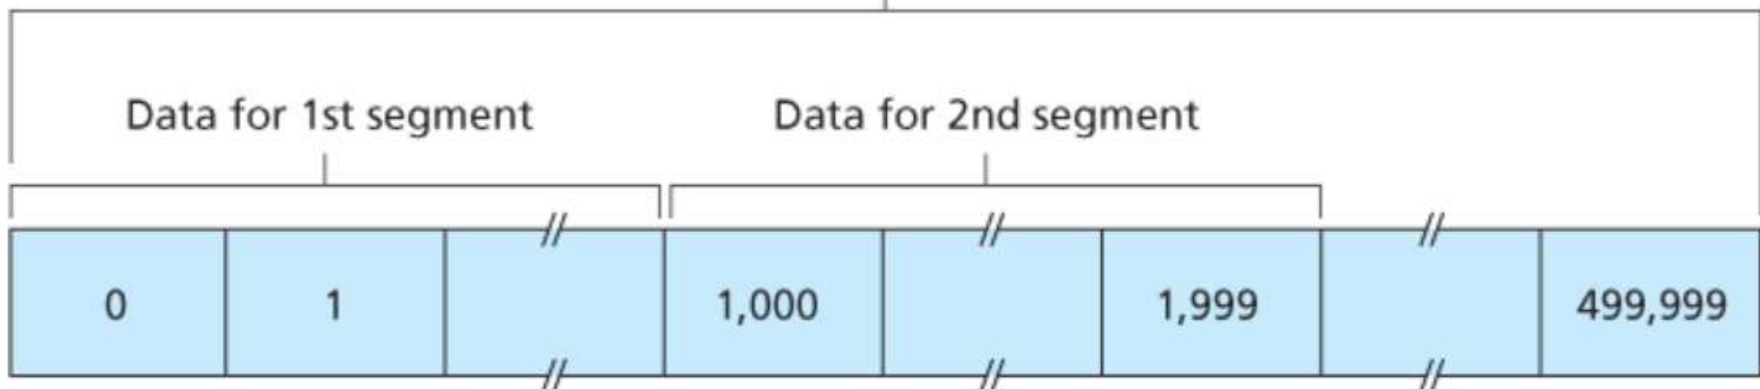 Data for 1st segment Data for 2nd segment
0 1 1,000 1,999 499,999